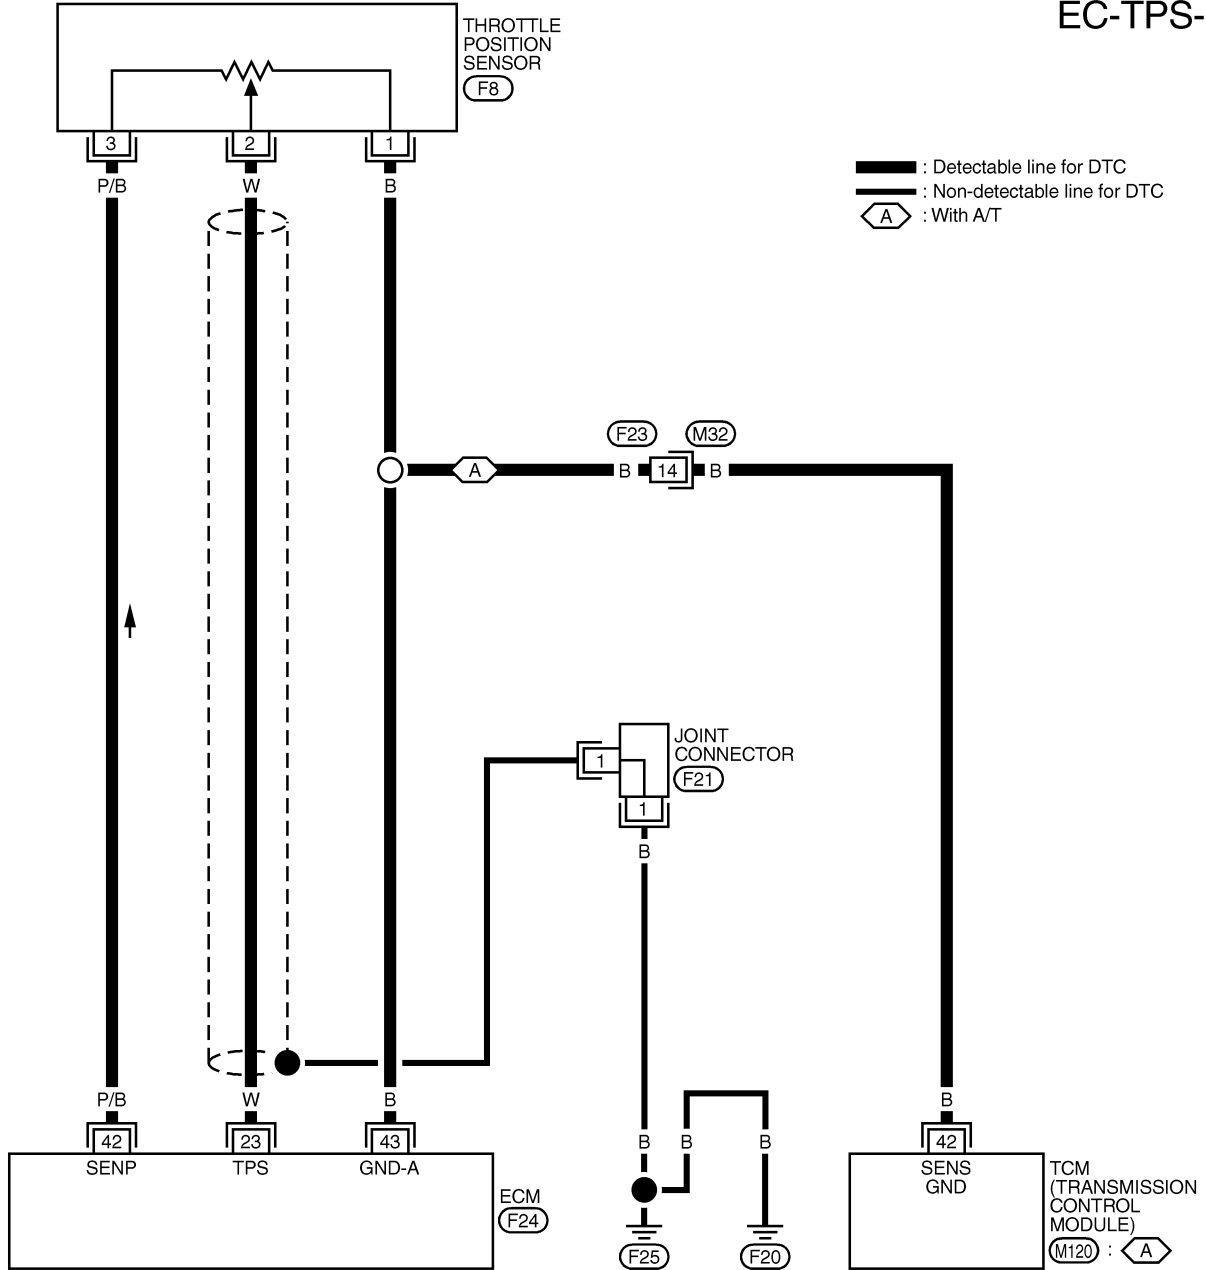 EC-TPS-
THROTTLE
POSITION
SENSOR
F8
3
2
1
P/B
W
B
: Detectable line for DTC
: Non-detectable line for DTC
A
: With A/T
F23
M32
A
B
14
B
JOINT
CONNECTOR
F21
1
1
B
P/B
W
B
B
42
23
43
SENP
TPS
GND-A
ECM
F24
B
B
B
F25
F20
42
SENS
GND
TCM
(TRANSMISSION
CONTROL
MODULE)
M120 : A